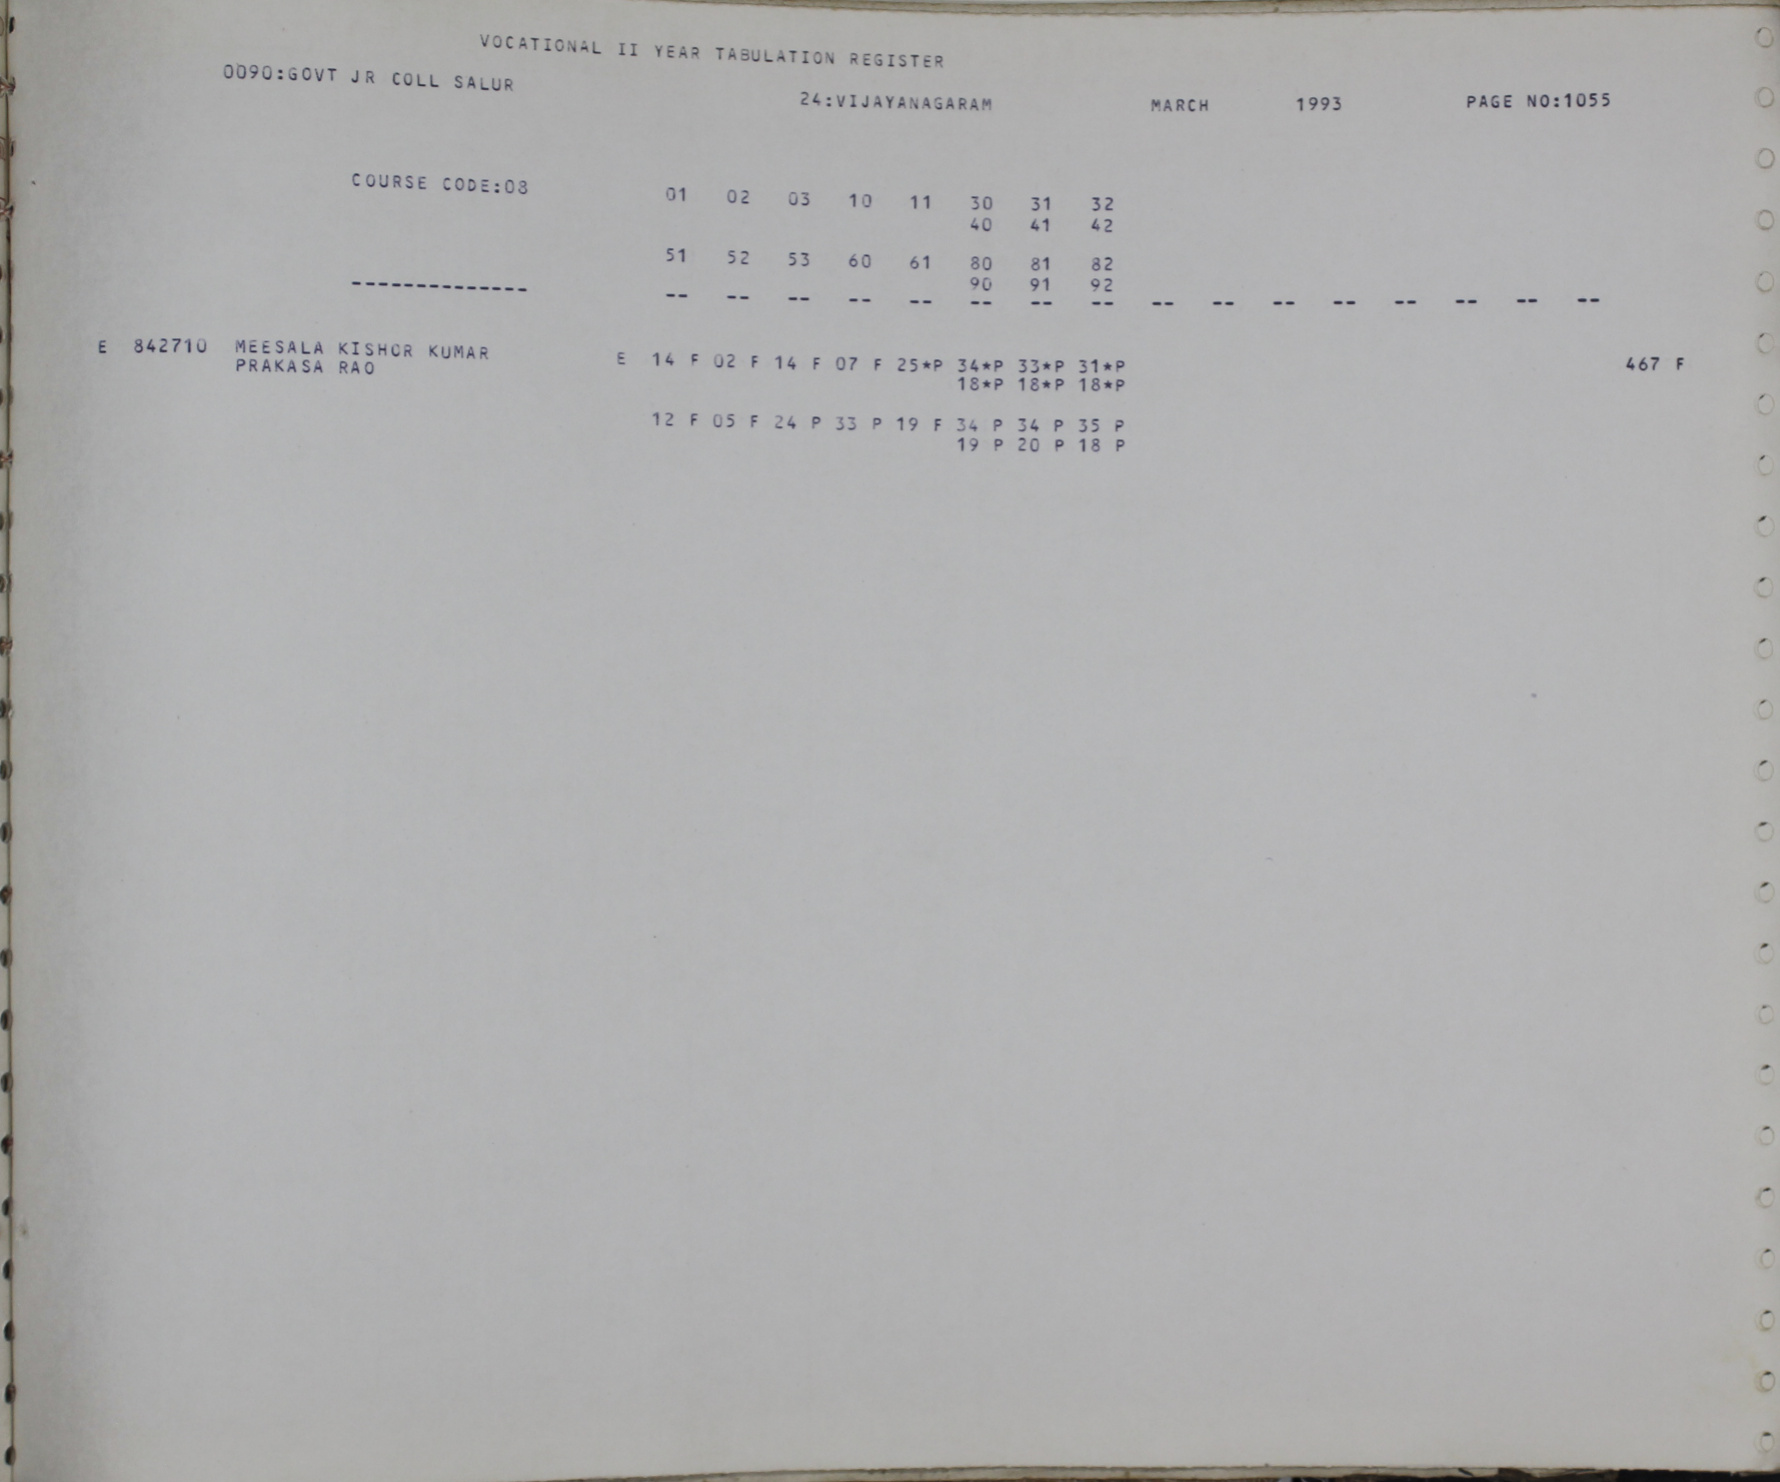 VOCATIONAL II YEAR TABULATION REGISTER
0090:GOVT JR COLL SALUR 24:VIJAYANAGARAM MARCH 1993 PAGE NO:1055
COURSE CODE:08 01 02 03 10 11 30 31 32
40 41 42
51 52 53 60 61 80 81 82
90 91 92
-------------- -- -- -- -- -- -- -- -- -- -- -- -- -- -- -- --
E 842710 MEESALA KISHOR KUMAR E 14 F 02 F 14 F 07 F 25*P 34*P 33*P 31*P 467 F
PRAKASA RAO 18*P 18*P 18*P
12 F 05 F 24 P 33 P 19 F 34 P 34 P 35 P
19 P 20 P 18 P